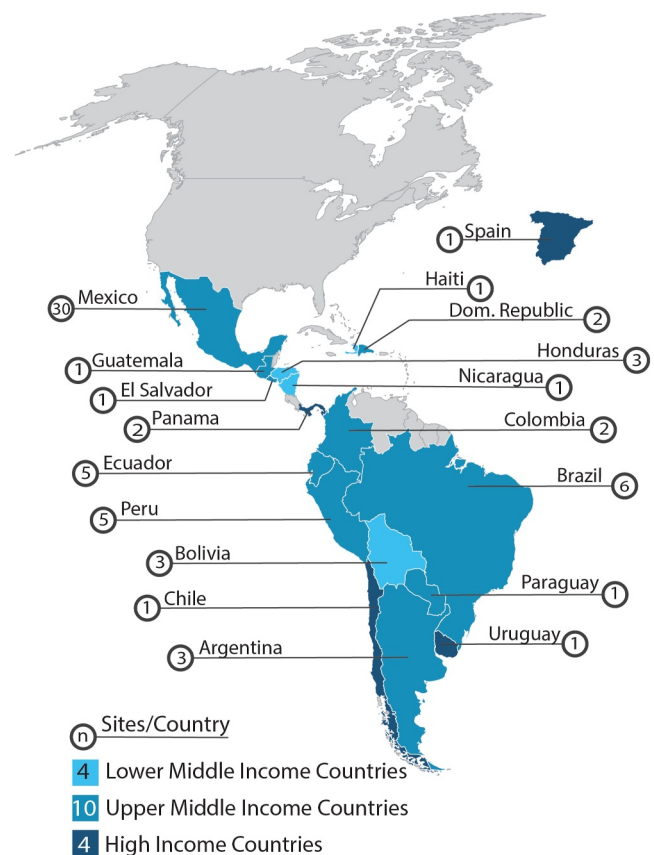 1 Spain
Haiti 1
Dom. Republic 2
30 Mexico
Honduras 3
1 Guatemala
Nicaragua 1
1 El Salvador
2 Panama
Colombia 2
5 Ecuador
Brazil 6
5 Peru
3 Bolivia
Paraguay 1
1 Chile
Uruguay 1
3 Argentina
n Sites/Country
4 Lower Middle Income Countries
10 Upper Middle Income Countries
4 High Income Countries